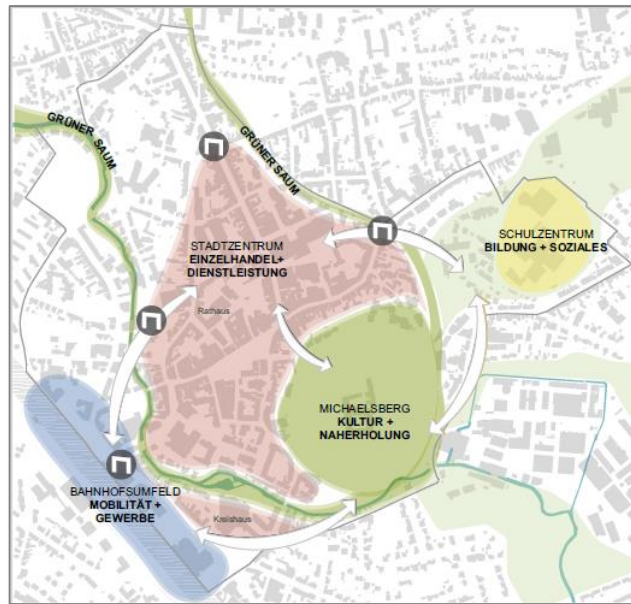 GRÜNER SAUM
GRÜNER SAUM
STADTZENTRUM
EINZELHANDEL+
DIENSTLEISTUNG
SCHULZENTRUM
BILDUNG + SOZIALES
Rathaus
MICHAELSBERG
KULTUR +
NAHERHOLUNG
BAHNHOFSUMFELD
MOBILITÄT +
GEWERBE
Kreishaus